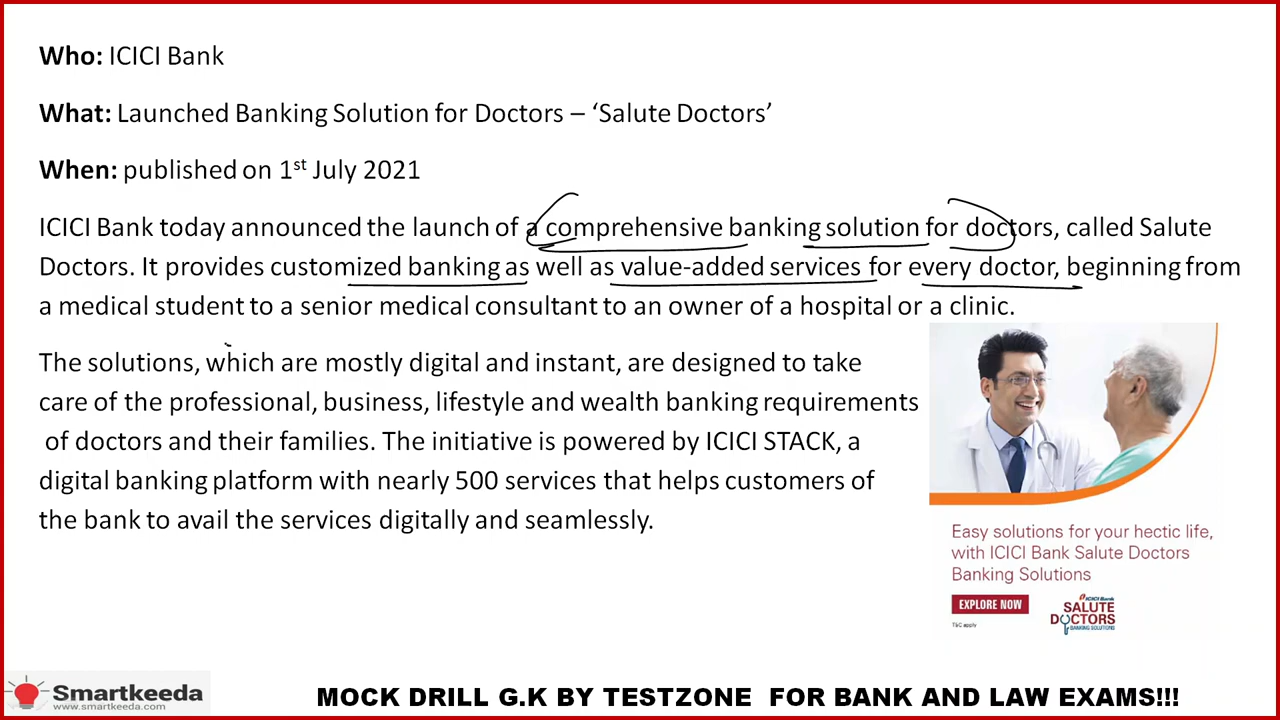 Who: ICICI Bank
What: Launched Banking Solution for Doctors – ‘Salute Doctors’
When: published on 1st July 2021
ICICI Bank today announced the launch of a comprehensive banking solution for doctors, called Salute
Doctors. It provides customized banking as well as value-added services for every doctor, beginning from
a medical student to a senior medical consultant to an owner of a hospital or a clinic.
The solutions, which are mostly digital and instant, are designed to take
care of the professional, business, lifestyle and wealth banking requirements
of doctors and their families. The initiative is powered by ICICI STACK, a
digital banking platform with nearly 500 services that helps customers of
the bank to avail the services digitally and seamlessly.
Easy solutions for your hectic life,
with ICICI Bank Salute Doctors
Banking Solutions
EXPLORE NOW
T&C apply
ICICI Bank
SALUTE
DOCTORS
BANKING SOLUTIONS
Smartkeeda
www.smartkeeda.com
MOCK DRILL G.K BY TESTZONE FOR BANK AND LAW EXAMS!!!